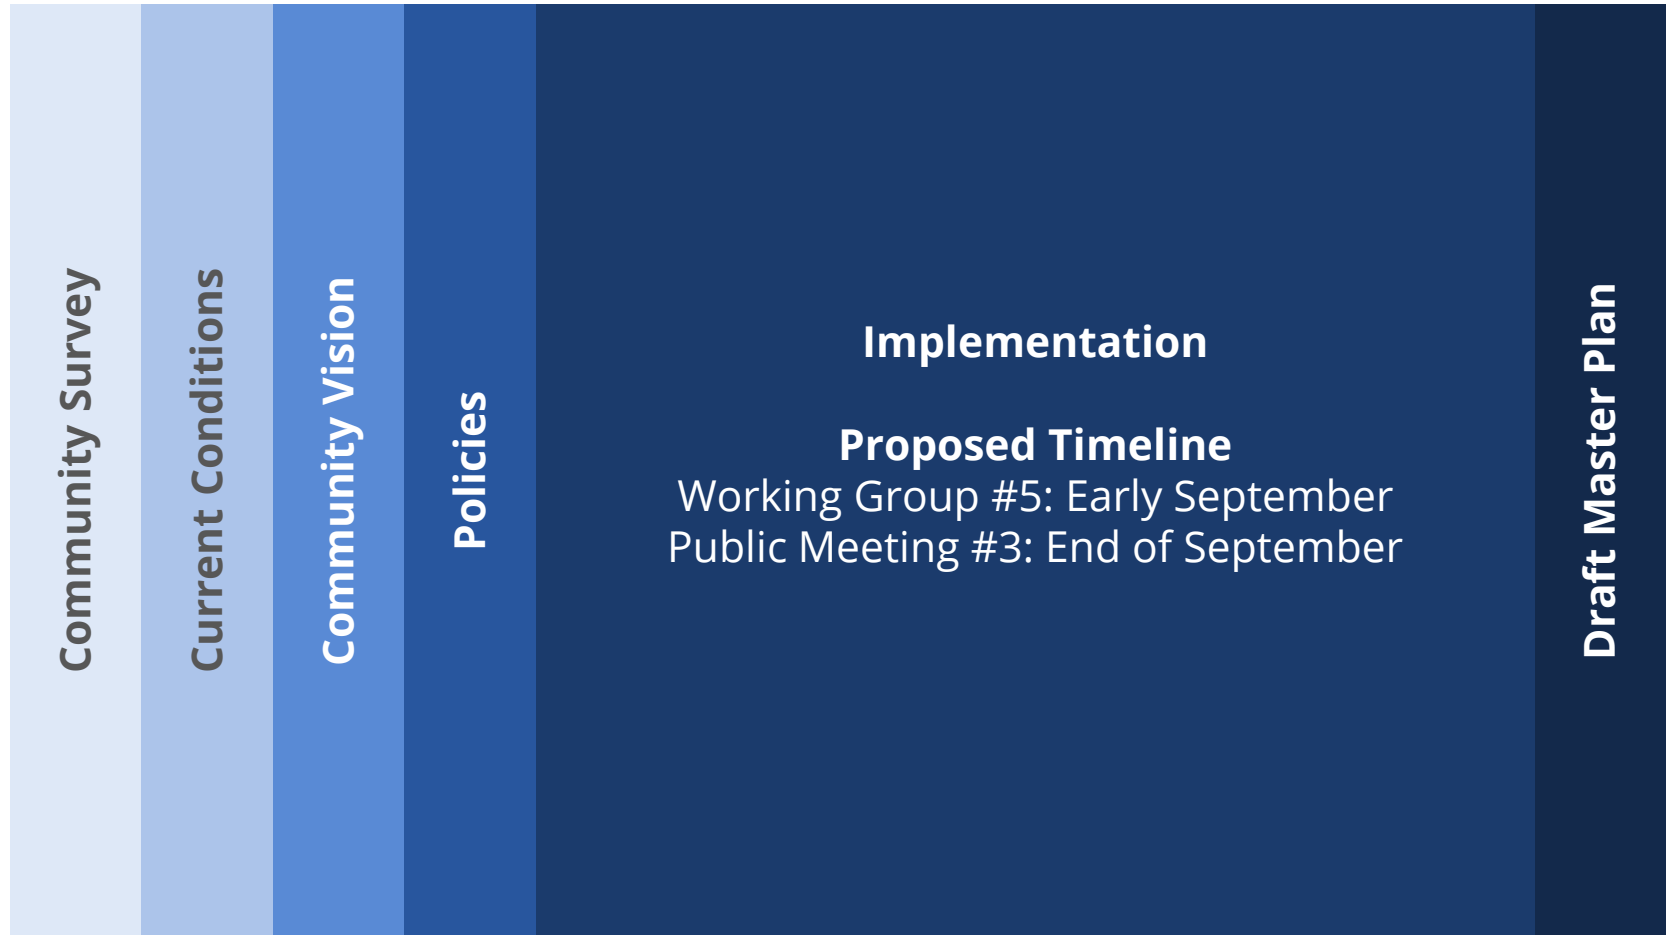 Community Survey
Current Conditions
Community Vision
Policies
Implementation
Proposed Timeline
Working Group #5: Early September
Public Meeting #3: End of September
Draft Master Plan